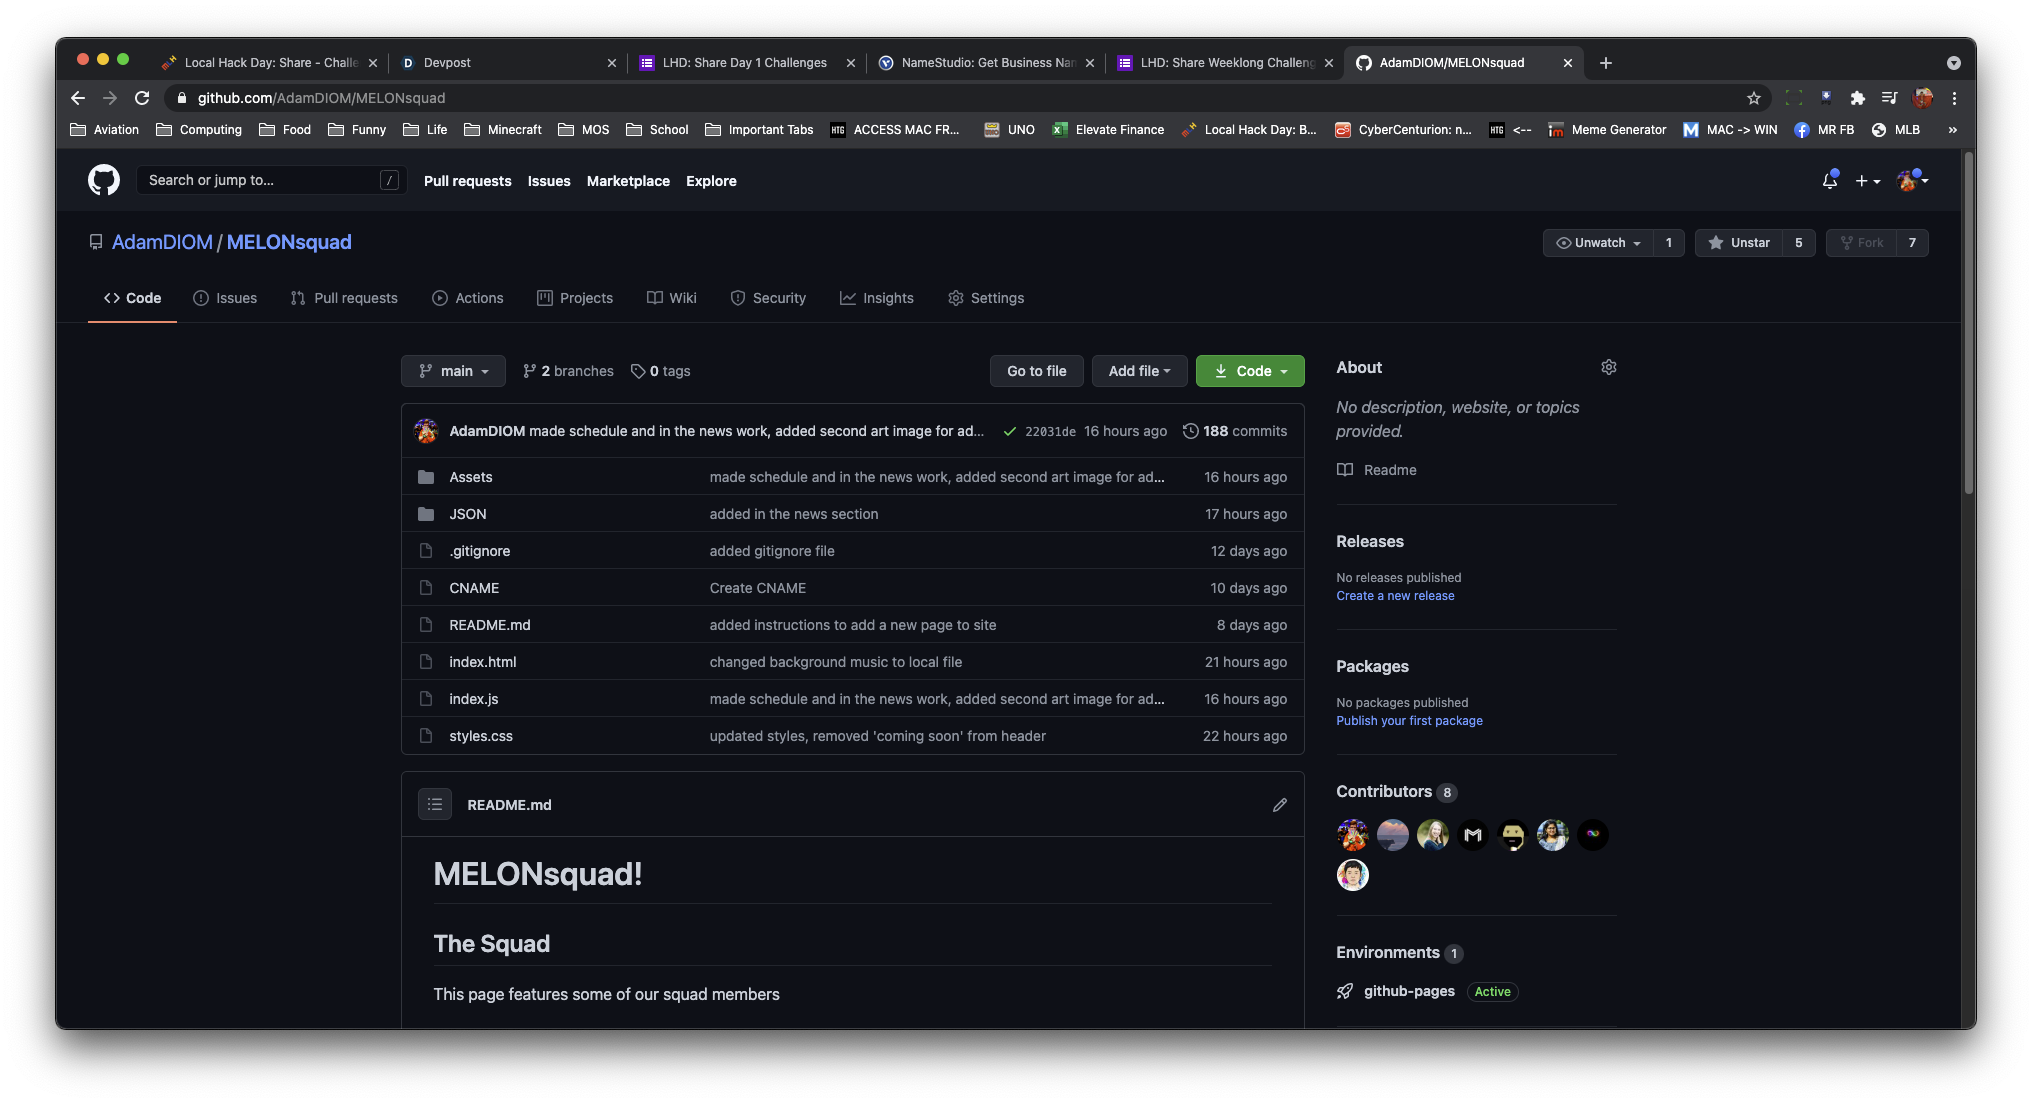 Local Hack Day: Share - Challe
Devpost
LHD: Share Day 1 Challenges
NameStudio: Get Business Nam
LHD: Share Weeklong Challeng
AdamDIOM/MELONsquad
github.com/AdamDIOM/MELONsquad
Aviation Computing Food Funny Life Minecraft MOS School Important Tabs HTG ACCESS MAC FR... UNO Elevate Finance Local Hack Day: B... CyberCenturion: n... HTG <-- im Meme Generator M MAC -> WIN MR FB MLB »
Search or jump to... /
Pull requests Issues Marketplace Explore
AdamDIOM / MELONsquad
Unwatch 1 Unstar 5 Fork 7
Code Issues Pull requests Actions Projects Wiki Security Insights Settings
main 2 branches 0 tags Go to file Add file Code
AdamDIOM made schedule and in the news work, added second art image for ad... 22031de 16 hours ago 188 commits
Assets made schedule and in the news work, added second art image for ad... 16 hours ago
JSON added in the news section 17 hours ago
.gitignore added gitignore file 12 days ago
CNAME Create CNAME 10 days ago
README.md added instructions to add a new page to site 8 days ago
index.html changed background music to local file 21 hours ago
index.js made schedule and in the news work, added second art image for ad... 16 hours ago
styles.css updated styles, removed 'coming soon' from header 22 hours ago
README.md
MELONsquad!
The Squad
This page features some of our squad members
About
No description, website, or topics
provided.
Readme
Releases
No releases published
Create a new release
Packages
No packages published
Publish your first package
Contributors 8
Environments 1
github-pages Active